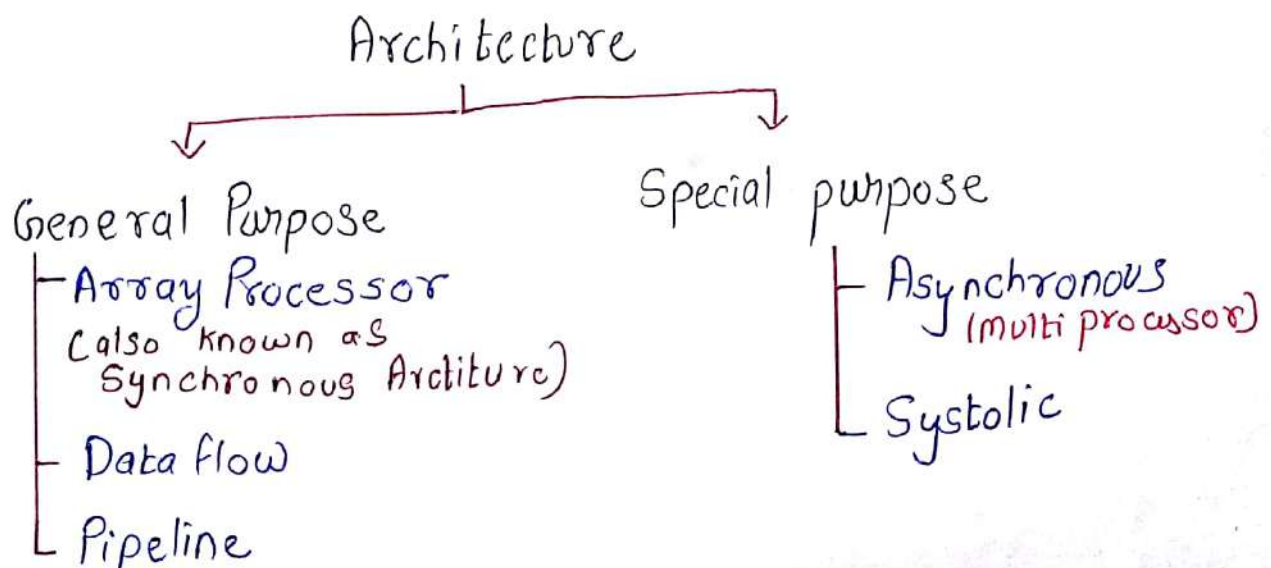 Architecture
General Purpose
Array Processor
(also known as
Synchronous Arctiture)
Data flow
Pipeline
Special purpose
Asynchronous
(multi processor)
Systolic